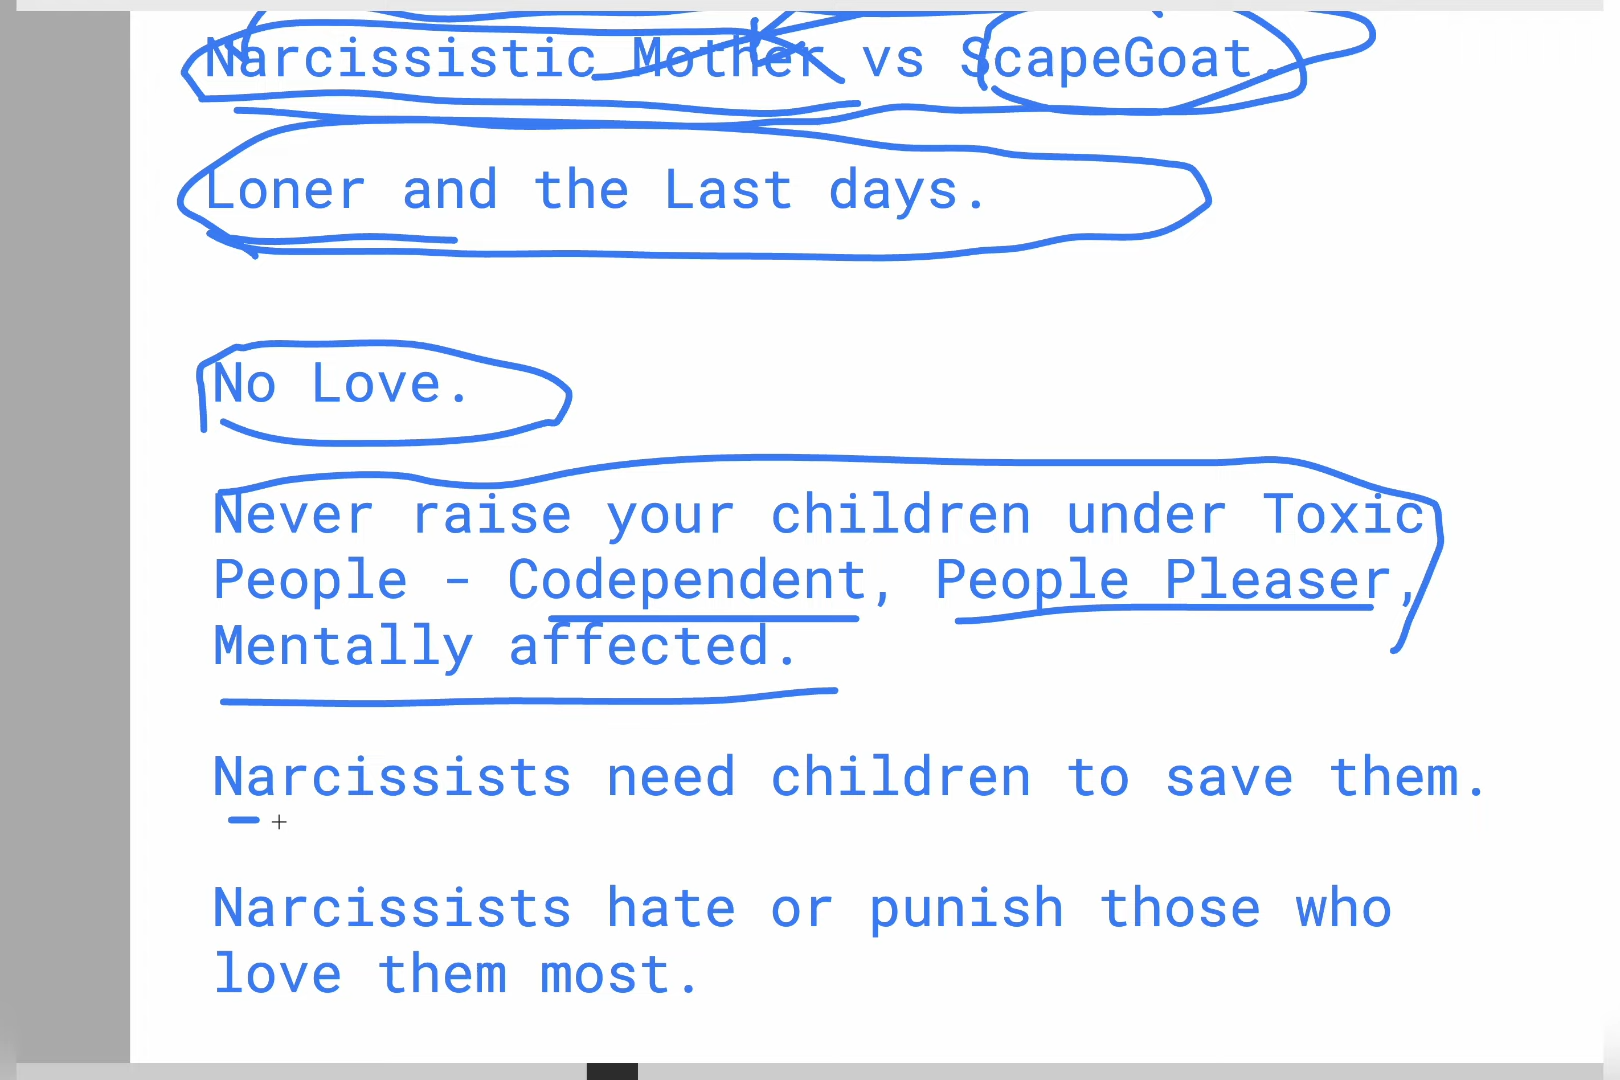 Narcissistic Mother vs ScapeGoat.
Loner and the Last days.
No Love.
Never raise your children under Toxic
People - Codependent, People Pleaser,
Mentally affected.
Narcissists need children to save them.
Narcissists hate or punish those who
love them most.